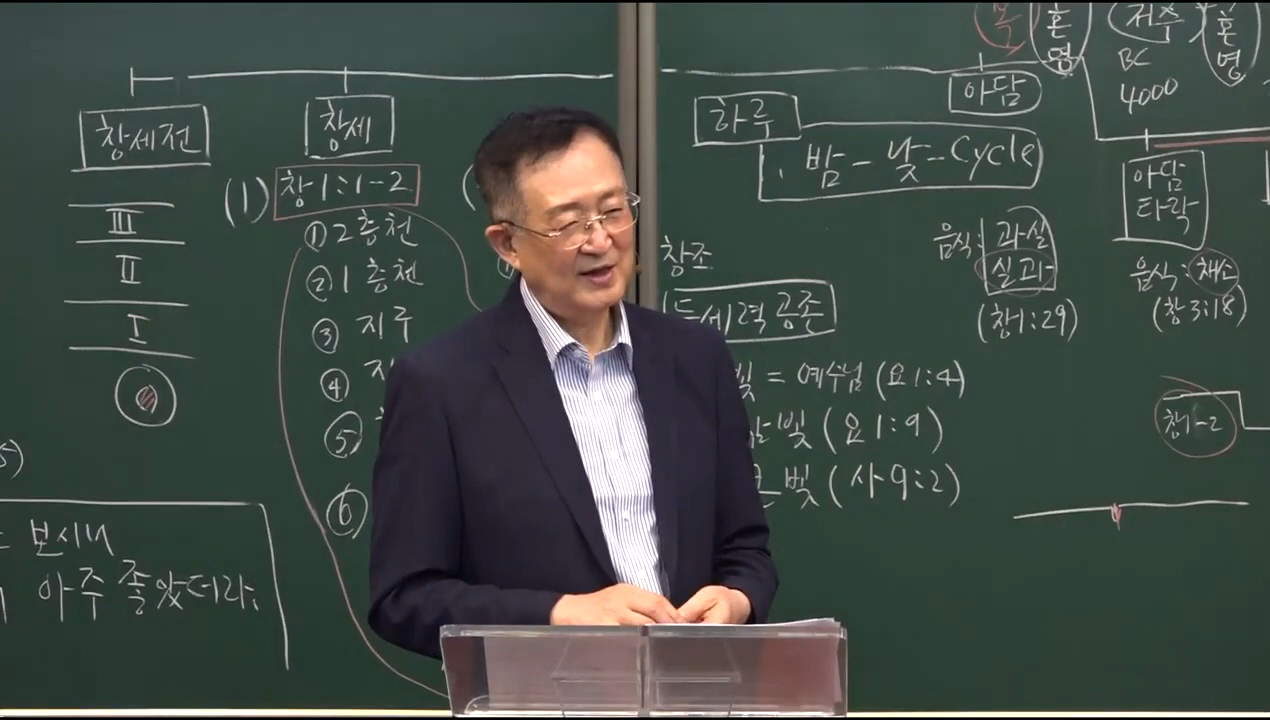 창세전
III
II
I
창세
(1) 창1:1-2
① 2층천
② 1층천
③ 지구
④
⑤
⑥
보시니
아주 좋았더라
하루
밤 - 낮 - Cycle
창조
두세력 공존
빛 = 예수님 (요1:4)
빛 (요1:9)
빛 (사9:2)
혼
명
아담
음식: 과실
실과
(창1:29)
저주
BC
4000
혼
명
아담
타락
음식: 채소
(창3:18)
창1-2